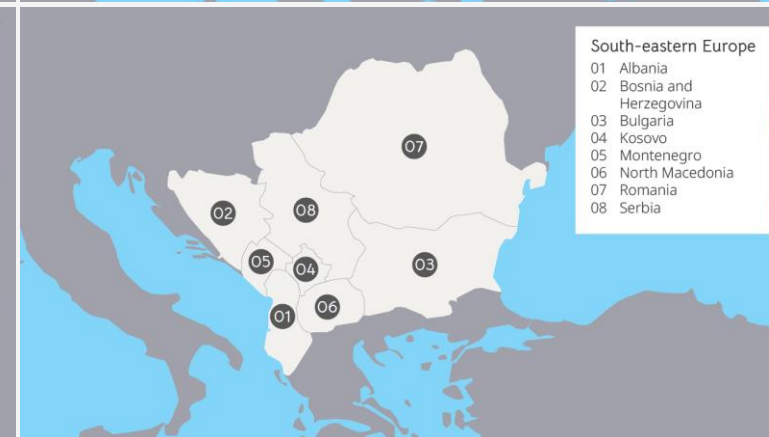 South-eastern Europe
01 Albania
02 Bosnia and
Herzegovina
03 Bulgaria
04 Kosovo
05 Montenegro
06 North Macedonia
07 Romania
08 Serbia
07
02
08
05
04
03
01
06